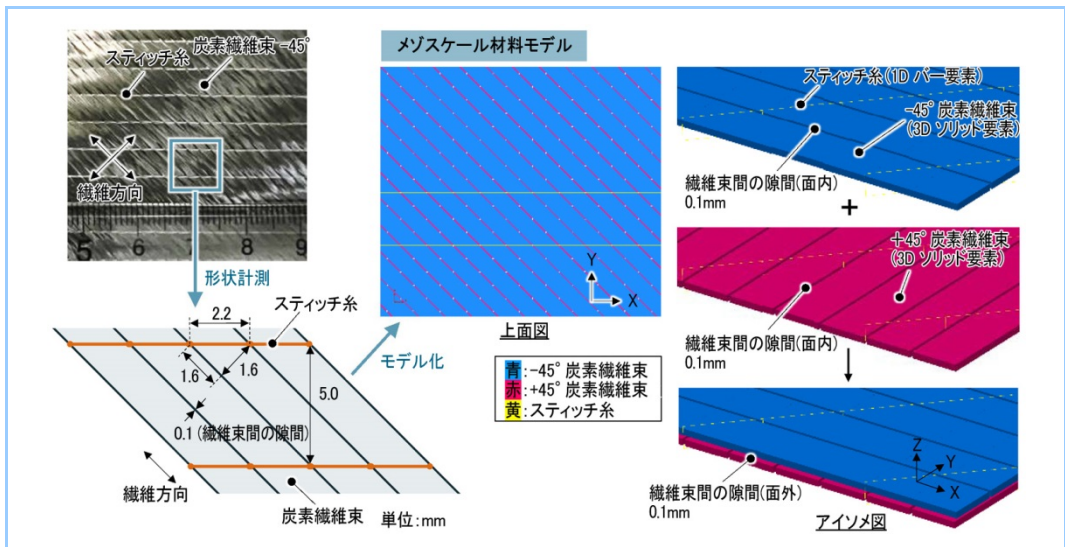 スティッチ糸
炭素繊維束 -45°
繊維方向
5 6 7 8 9
形状計測
メゾスケール材料モデル
Y
X
上面図
青:-45° 炭素繊維束
赤:+45° 炭素繊維束
黄:スティッチ糸
スティッチ糸
2.2
1.6
1.6
5.0
0.1 (繊維束間の隙間)
モデル化
繊維方向
炭素繊維束
単位:mm
スティッチ糸(1D バー要素)
-45° 炭素繊維束
(3D ソリッド要素)
繊維束間の隙間(面内)
0.1mm
+
+45° 炭素繊維束
(3D ソリッド要素)
繊維束間の隙間(面内)
0.1mm
Z
Y
X
繊維束間の隙間(面外)
0.1mm
アイソメ図